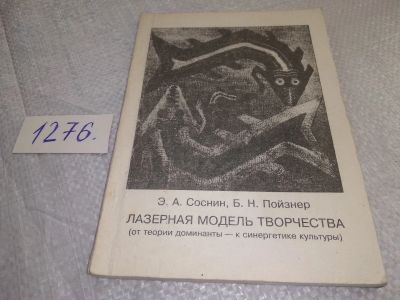 1276.
Э. А. Соснин, Б. Н. Пойзнер
ЛАЗЕРНАЯ МОДЕЛЬ ТВОРЧЕСТВА
(от теории доминанты — к синергетике культуры)